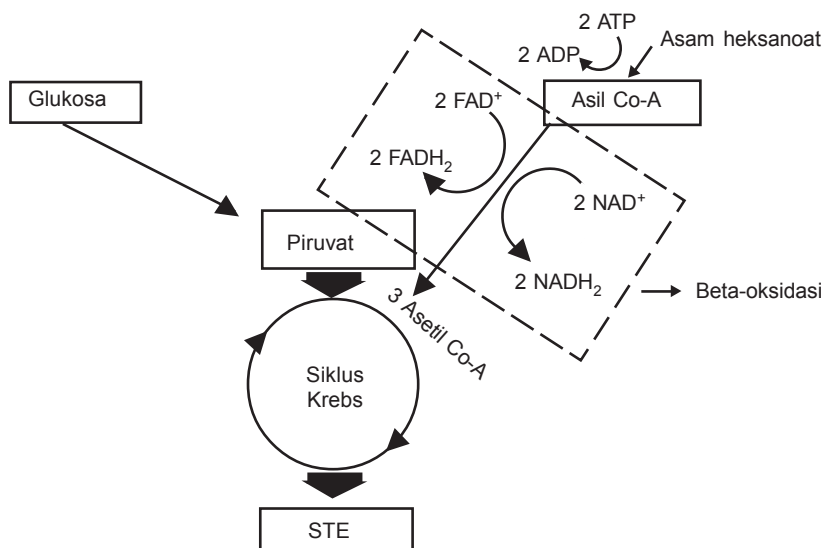 2 ATP
2 ADP
Asam heksanoat
Glukosa
2 FAD⁺
Asil Co-A
2 FADH₂
2 NAD⁺
Piruvat
2 NADH₂
Beta-oksidasi
3 Asetil Co-A
Siklus
Krebs
STE